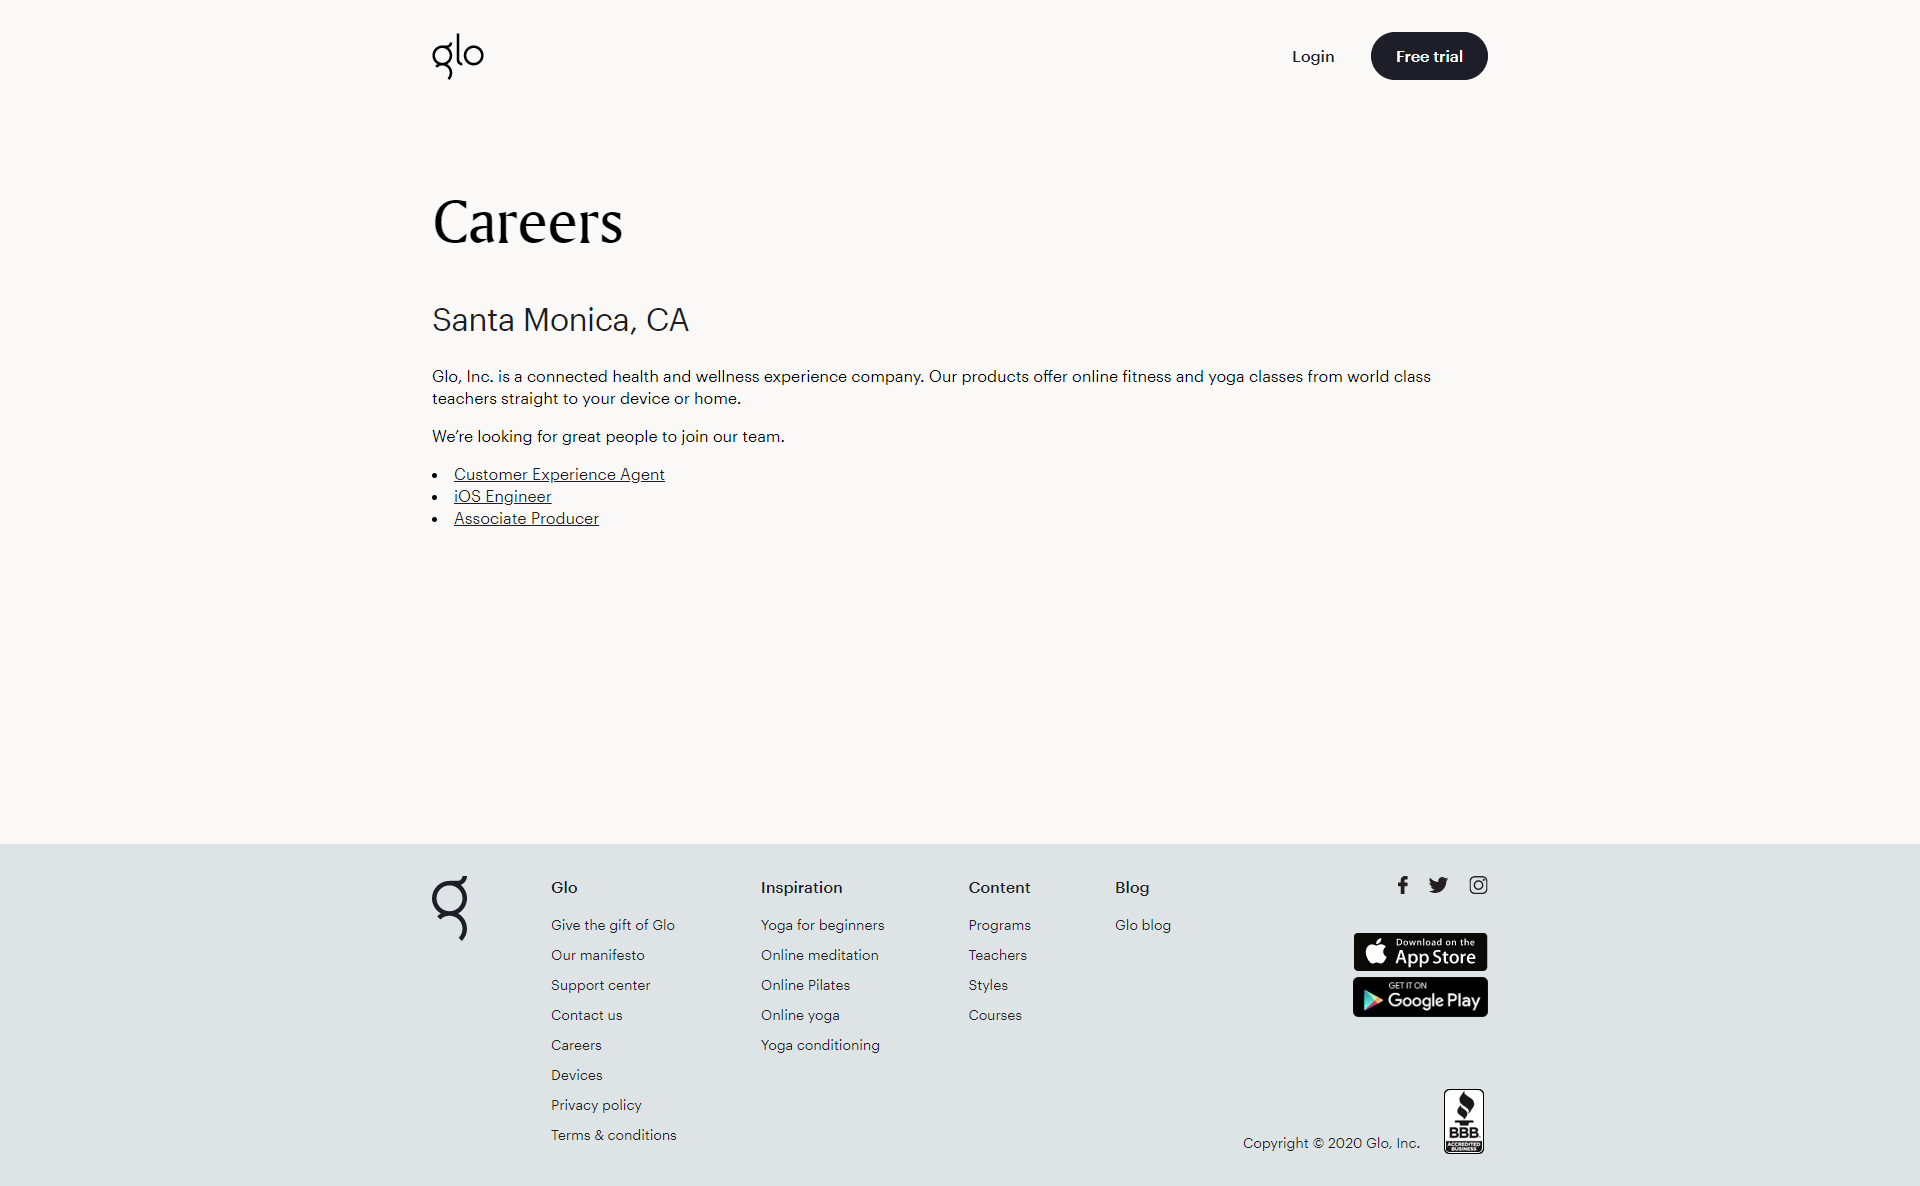 glo
Login
Free trial
Careers
Santa Monica, CA
Glo, Inc. is a connected health and wellness experience company. Our products offer online fitness and yoga classes from world class
teachers straight to your device or home.
We’re looking for great people to join our team.
Customer Experience Agent
iOS Engineer
Associate Producer
g
Glo
Give the gift of Glo
Our manifesto
Support center
Contact us
Careers
Devices
Privacy policy
Terms & conditions
Inspiration
Yoga for beginners
Online meditation
Online Pilates
Online yoga
Yoga conditioning
Content
Programs
Teachers
Styles
Courses
Blog
Glo blog
Download on the
App Store
GET IT ON
Google Play
Copyright © 2020 Glo, Inc.
BBB
ACCREDITED
BUSINESS